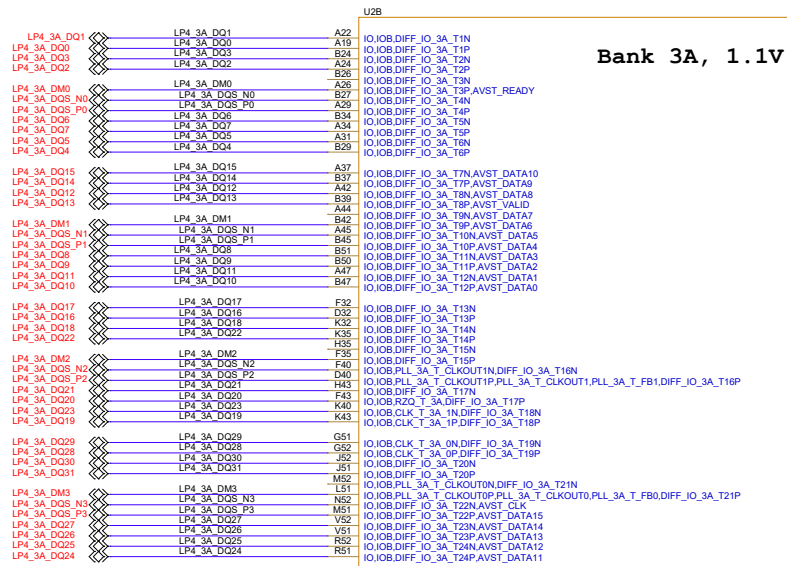 U2B
Bank 3A, 1.1V
LP4_3A_DQ1 LP4_3A_DQ1 A22 IO,IOB,DIFF_IO_3A_T1N
LP4_3A_DQ0 LP4_3A_DQ0 A19 IO,IOB,DIFF_IO_3A_T1P
LP4_3A_DQ3 LP4_3A_DQ3 B24 IO,IOB,DIFF_IO_3A_T2N
LP4_3A_DQ2 LP4_3A_DQ2 A24 IO,IOB,DIFF_IO_3A_T2P
B26 IO,IOB,DIFF_IO_3A_T3N
LP4_3A_DM0 LP4_3A_DM0 A26 IO,IOB,DIFF_IO_3A_T3P,AVST_READY
LP4_3A_DQS_N0 LP4_3A_DQS_N0 B27 IO,IOB,DIFF_IO_3A_T4N
LP4_3A_DQS_P0 LP4_3A_DQS_P0 A29 IO,IOB,DIFF_IO_3A_T4P
LP4_3A_DQ6 LP4_3A_DQ6 B34 IO,IOB,DIFF_IO_3A_T5N
LP4_3A_DQ7 LP4_3A_DQ7 A34 IO,IOB,DIFF_IO_3A_T5P
LP4_3A_DQ5 LP4_3A_DQ5 A31 IO,IOB,DIFF_IO_3A_T6N
LP4_3A_DQ4 LP4_3A_DQ4 B29 IO,IOB,DIFF_IO_3A_T6P
LP4_3A_DQ15 LP4_3A_DQ15 A37 IO,IOB,DIFF_IO_3A_T7N,AVST_DATA10
LP4_3A_DQ14 LP4_3A_DQ14 B37 IO,IOB,DIFF_IO_3A_T7P,AVST_DATA9
LP4_3A_DQ12 LP4_3A_DQ12 A42 IO,IOB,DIFF_IO_3A_T8N,AVST_DATA8
LP4_3A_DQ13 LP4_3A_DQ13 B39 IO,IOB,DIFF_IO_3A_T8P,AVST_VALID
A44 IO,IOB,DIFF_IO_3A_T9N,AVST_DATA7
LP4_3A_DM1 LP4_3A_DM1 B42 IO,IOB,DIFF_IO_3A_T9P,AVST_DATA6
LP4_3A_DQS_N1 LP4_3A_DQS_N1 A45 IO,IOB,DIFF_IO_3A_T10N,AVST_DATA5
LP4_3A_DQS_P1 LP4_3A_DQS_P1 B45 IO,IOB,DIFF_IO_3A_T10P,AVST_DATA4
LP4_3A_DQ8 LP4_3A_DQ8 B51 IO,IOB,DIFF_IO_3A_T11N,AVST_DATA3
LP4_3A_DQ9 LP4_3A_DQ9 B50 IO,IOB,DIFF_IO_3A_T11P,AVST_DATA2
LP4_3A_DQ11 LP4_3A_DQ11 A47 IO,IOB,DIFF_IO_3A_T12N,AVST_DATA1
LP4_3A_DQ10 LP4_3A_DQ10 B47 IO,IOB,DIFF_IO_3A_T12P,AVST_DATA0
LP4_3A_DQ17 LP4_3A_DQ17 F32 IO,IOB,DIFF_IO_3A_T13N
LP4_3A_DQ16 LP4_3A_DQ16 D32 IO,IOB,DIFF_IO_3A_T13P
LP4_3A_DQ18 LP4_3A_DQ18 K32 IO,IOB,DIFF_IO_3A_T14N
LP4_3A_DQ22 LP4_3A_DQ22 K35 IO,IOB,DIFF_IO_3A_T14P
H35 IO,IOB,DIFF_IO_3A_T15N
LP4_3A_DM2 LP4_3A_DM2 F35 IO,IOB,DIFF_IO_3A_T15P
LP4_3A_DQS_N2 LP4_3A_DQS_N2 F40 IO,IOB,PLL_3A_T_CLKOUT1N,DIFF_IO_3A_T16N
LP4_3A_DQS_P2 LP4_3A_DQS_P2 D40 IO,IOB,PLL_3A_T_CLKOUT1P,PLL_3A_T_CLKOUT1,PLL_3A_T_FB1,DIFF_IO_3A_T16P
LP4_3A_DQ21 LP4_3A_DQ21 H43 IO,IOB,DIFF_IO_3A_T17N
LP4_3A_DQ20 LP4_3A_DQ20 F43 IO,IOB,RZQ_T_3A,DIFF_IO_3A_T17P
LP4_3A_DQ23 LP4_3A_DQ23 K40 IO,IOB,CLK_T_3A_1N,DIFF_IO_3A_T18N
LP4_3A_DQ19 LP4_3A_DQ19 K43 IO,IOB,CLK_T_3A_1P,DIFF_IO_3A_T18P
LP4_3A_DQ29 LP4_3A_DQ29 G51 IO,IOB,CLK_T_3A_0N,DIFF_IO_3A_T19N
LP4_3A_DQ28 LP4_3A_DQ28 G52 IO,IOB,CLK_T_3A_0P,DIFF_IO_3A_T19P
LP4_3A_DQ30 LP4_3A_DQ30 J52 IO,IOB,DIFF_IO_3A_T20N
LP4_3A_DQ31 LP4_3A_DQ31 J51 IO,IOB,DIFF_IO_3A_T20P
M52 IO,IOB,PLL_3A_T_CLKOUT0N,DIFF_IO_3A_T21N
LP4_3A_DM3 LP4_3A_DM3 L51 IO,IOB,PLL_3A_T_CLKOUT0P,PLL_3A_T_CLKOUT0,PLL_3A_T_FB0,DIFF_IO_3A_T21P
LP4_3A_DQS_N3 LP4_3A_DQS_N3 N52 IO,IOB,DIFF_IO_3A_T22N,AVST_CLK
LP4_3A_DQS_P3 LP4_3A_DQS_P3 M51 IO,IOB,DIFF_IO_3A_T22P,AVST_DATA15
LP4_3A_DQ27 LP4_3A_DQ27 V52 IO,IOB,DIFF_IO_3A_T23N,AVST_DATA14
LP4_3A_DQ26 LP4_3A_DQ26 V51 IO,IOB,DIFF_IO_3A_T23P,AVST_DATA13
LP4_3A_DQ25 LP4_3A_DQ25 R52 IO,IOB,DIFF_IO_3A_T24N,AVST_DATA12
LP4_3A_DQ24 LP4_3A_DQ24 R51 IO,IOB,DIFF_IO_3A_T24P,AVST_DATA11